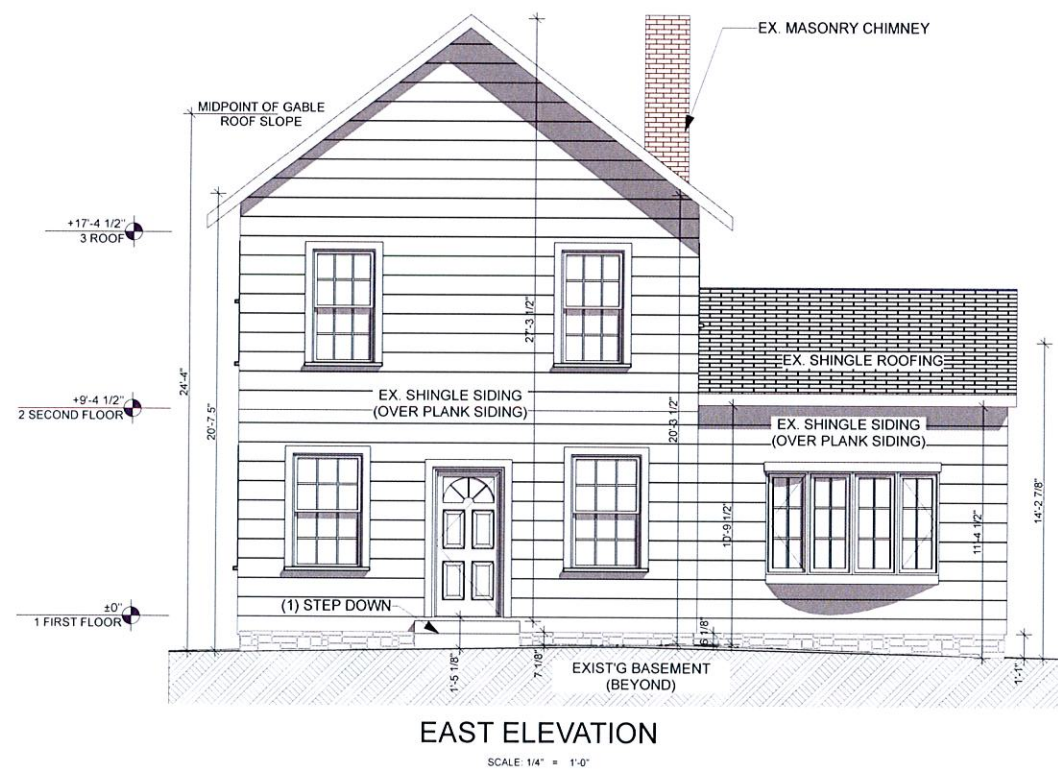 EX. MASONRY CHIMNEY
MIDPOINT OF GABLE
ROOF SLOPE
+17'-4 1/2"
3 ROOF
27'-3 1/2"
EX. SHINGLE ROOFING
24'-4"
20'-7.5"
+9'-4 1/2"
2 SECOND FLOOR
EX. SHINGLE SIDING
(OVER PLANK SIDING)
20'-3 1/2"
EX. SHINGLE SIDING
(OVER PLANK SIDING)
10'-9 1/2"
11-4 1/2"
14'-2 7/8"
±0"
1 FIRST FLOOR
(1) STEP DOWN
1'-5 1/8"
7 1/8"
6 1/8"
1'-1"
EXIST'G BASEMENT
(BEYOND)
EAST ELEVATION
SCALE: 1/4" = 1'-0"